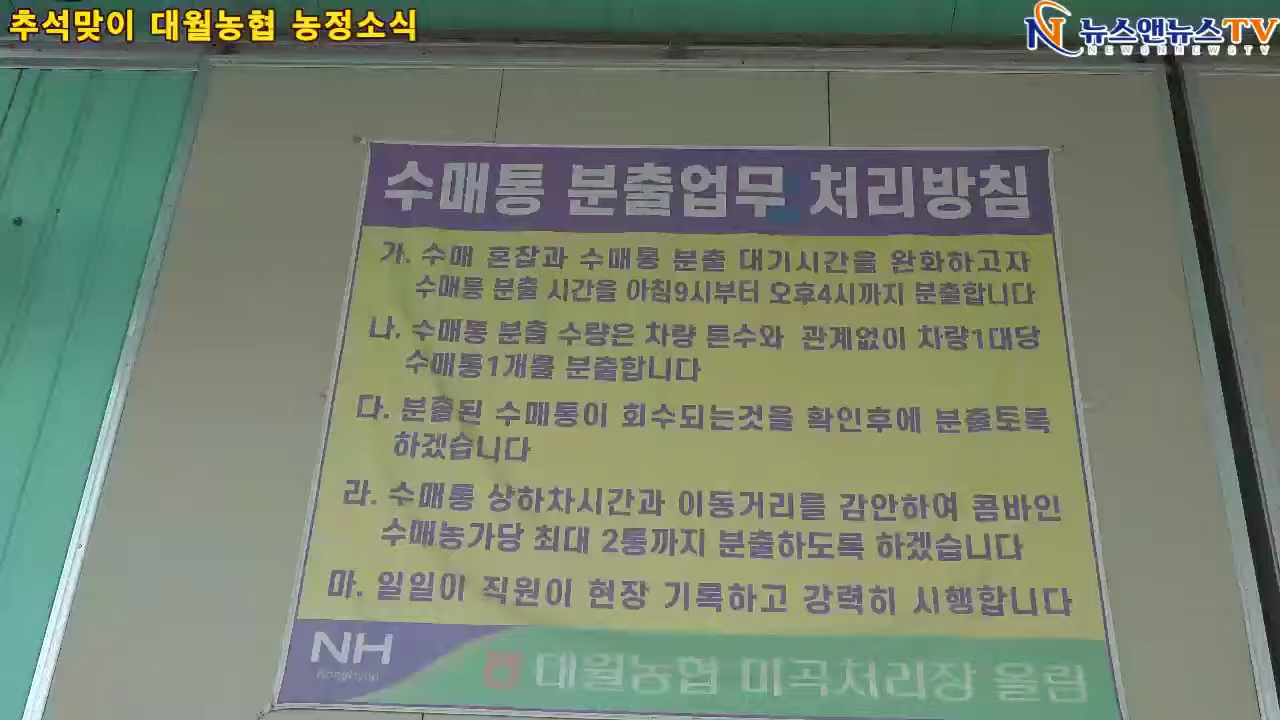 추석맞이 대월농협 농정소식
뉴스앤뉴스TV
NEWSNNEWSTV
수매통 분출업무 처리방침
가. 수매 혼잡과 수매통 분출 대기시간을 완화하고자
수매통 분출 시간을 아침9시부터 오후4시까지 분출합니다
나. 수매통 분출 수량은 차량 톤수와 관계없이 차량1대당
수매통1개를 분출합니다
다. 분출된 수매통이 회수되는것을 확인후에 분출토록
하겠습니다
라. 수매통 상하차시간과 이동거리를 감안하여 콤바인
수매농가당 최대 2통까지 분출하도록 하겠습니다
마. 일일이 직원이 현장 기록하고 강력히 시행합니다
NH
NongHyup
대월농협 미곡처리장 올림